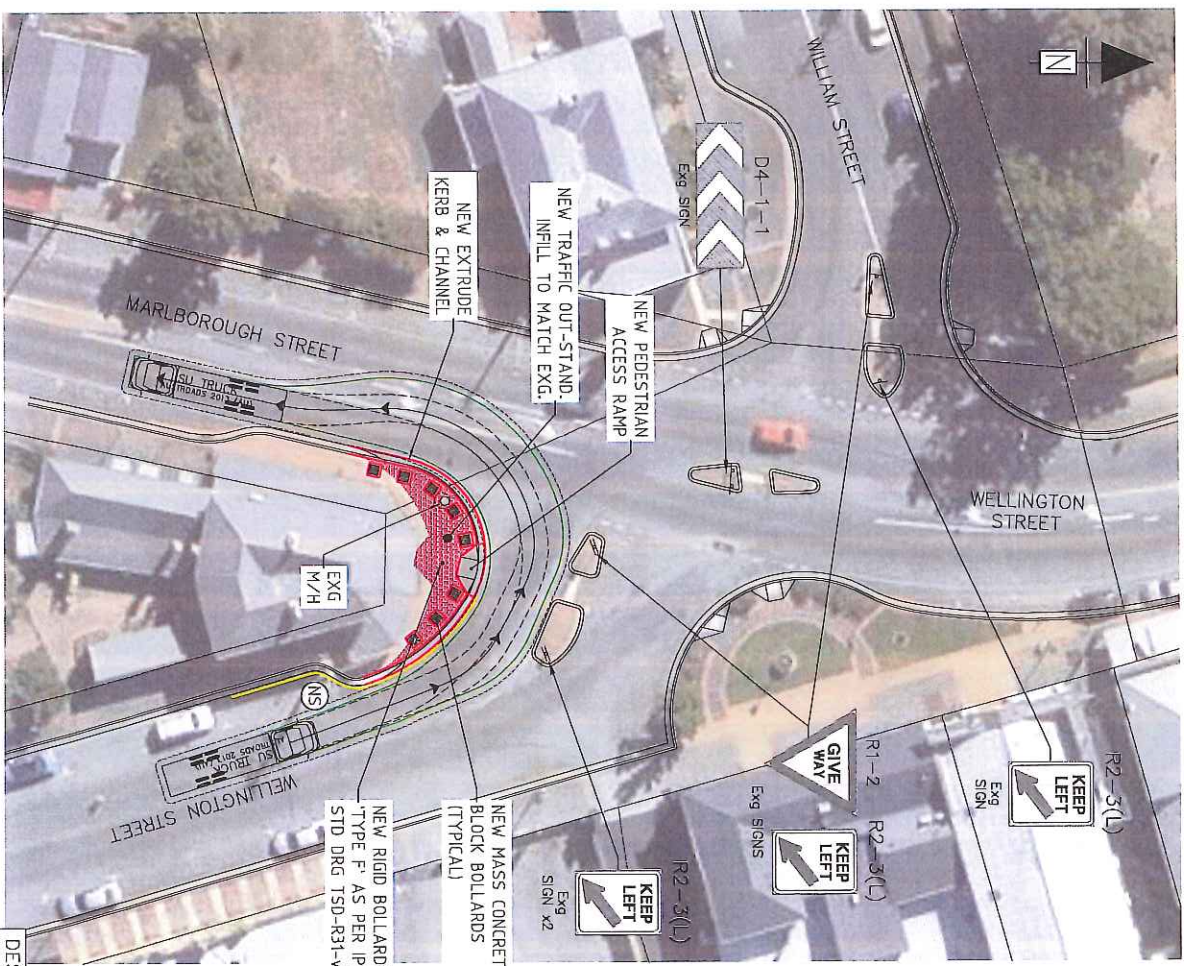 N
WILLIAM STREET
D4-1-1
Exg SIGN
NEW PEDESTRIAN
ACCESS RAMP
NEW TRAFFIC OUT-STAND.
INFILL TO MATCH EXG.
NEW EXTRUDE
KERB & CHANNEL
MARLBOROUGH STREET
SU TRUCK
WELLINGTON
STREET
EXG
M/H
NS
SU TRUCK
WELLINGTON STREET
R2-3(L)
KEEP
LEFT
Exg
SIGN
R1-2
GIVE
WAY
R2-3(L)
KEEP
LEFT
Exg SIGNS
R2-3(L)
KEEP
LEFT
Exg
SIGN x2
NEW MASS CONCRET
BLOCK BOLLARDS
(TYPICAL)
NEW RIGID BOLLARD
'TYPE F' AS PER IP
STD DRG TSD-R31-v
DES